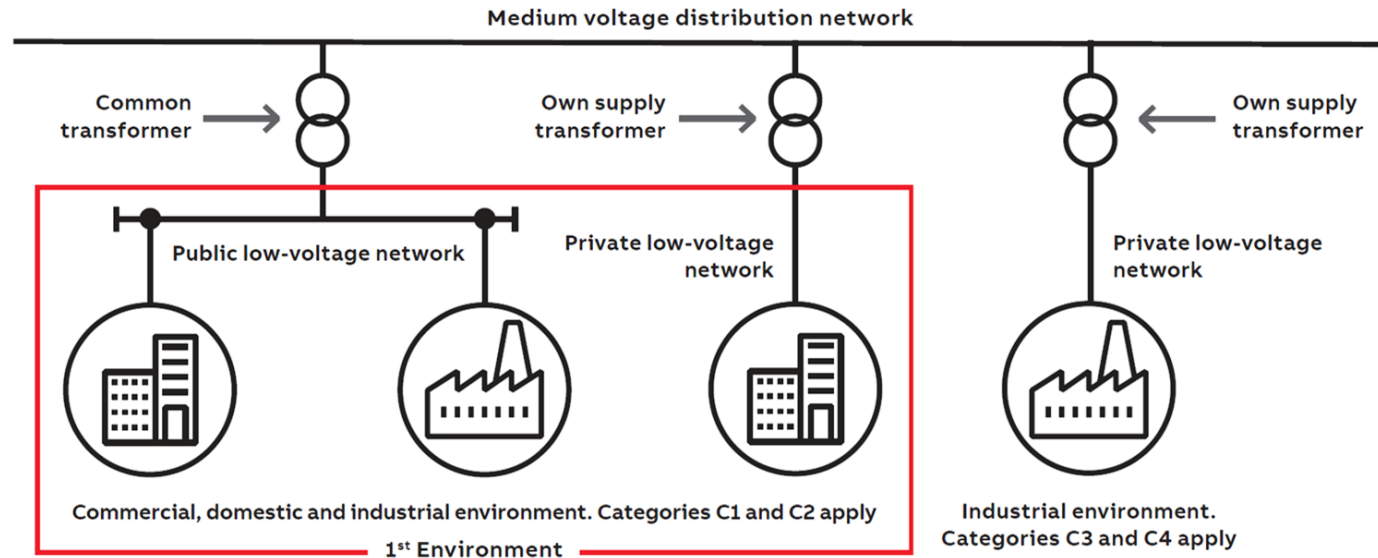 Medium voltage distribution network
Common
transformer
Own supply
transformer
Own supply
transformer
Public low-voltage network
Private low-voltage
network
Private low-voltage
network
Commercial, domestic and industrial environment. Categories C1 and C2 apply
1st Environment
Industrial environment.
Categories C3 and C4 apply